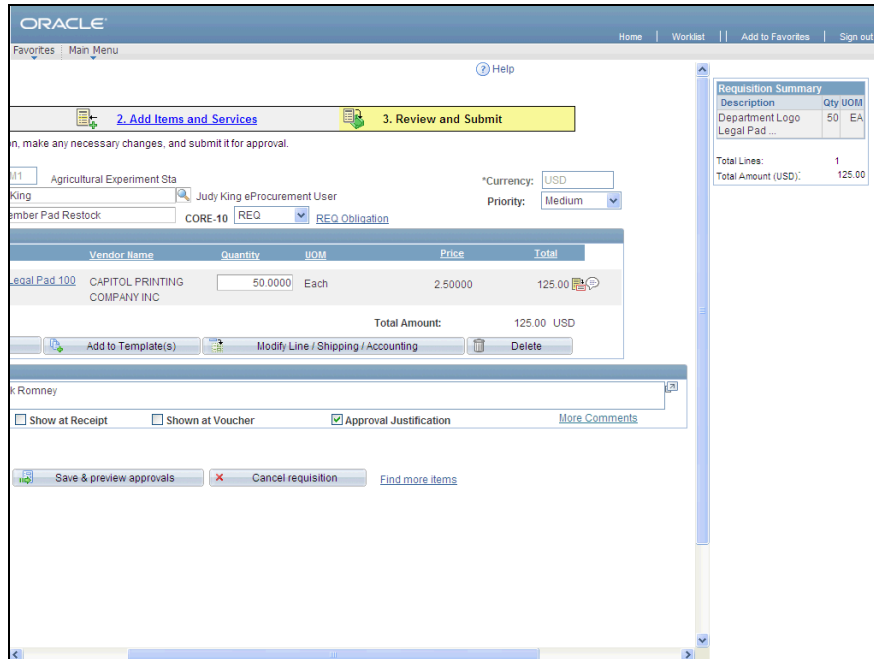 ORACLE
Home | Worklist || Add to Favorites | Sign out
Favorites Main Menu
Help
2. Add Items and Services 3. Review and Submit
on, make any necessary changes, and submit it for approval.
M1 Agricultural Experiment Sta *Currency: USD
King Judy King eProcurement User Priority: Medium
ember Pad Restock CORE-10 REQ REQ Obligation
Vendor Name Quantity UOM Price Total
Legal Pad 100 CAPITOL PRINTING COMPANY INC 50.0000 Each 2.50000 125.00
Total Amount: 125.00 USD
Add to Template(s) Modify Line / Shipping / Accounting Delete
k Romney
Show at Receipt Shown at Voucher Approval Justification More Comments
Save & preview approvals Cancel requisition Find more items
Requisition Summary
Description Qty UOM
Department Logo 50 EA
Legal Pad ...
Total Lines: 1
Total Amount (USD): 125.00